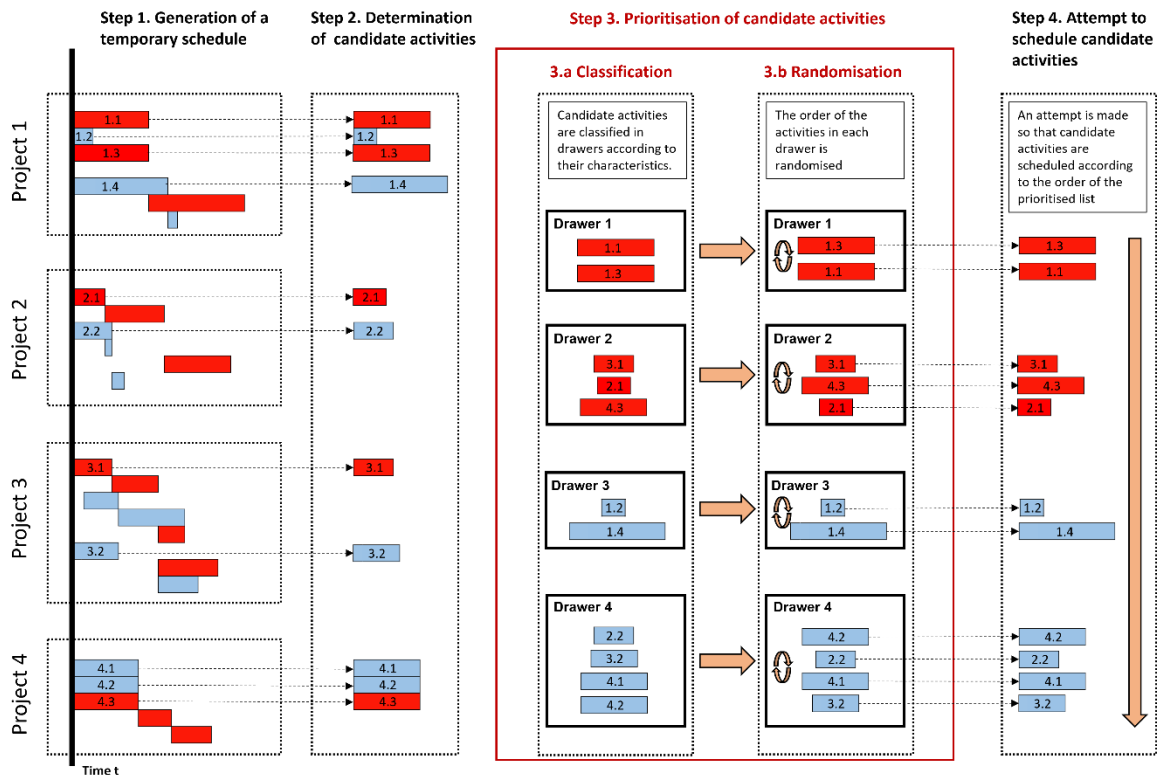 Step 1. Generation of a
temporary schedule
Step 2. Determination
of candidate activities
Step 3. Prioritisation of candidate activities
Step 4. Attempt to
schedule candidate
activities
3.a Classification
3.b Randomisation
Candidate activities
are classified in
drawers according to
their characteristics.
The order of the
activities in each
drawer is
randomised
An attempt is made
so that candidate
activities are
scheduled according
to the order of the
prioritised list
Project 1
1.1
1.2
1.3
1.4
1.1
1.2
1.3
1.4
Project 2
2.1
2.2
2.1
2.2
Project 3
3.1
3.2
3.1
3.2
Project 4
4.1
4.2
4.3
4.1
4.2
4.3
Time t
Drawer 1
1.1
1.3
Drawer 1
1.3
1.1
1.3
1.1
Drawer 2
3.1
2.1
4.3
Drawer 2
3.1
4.3
2.1
3.1
4.3
2.1
Drawer 3
1.2
1.4
Drawer 3
1.2
1.4
1.2
1.4
Drawer 4
2.2
3.2
4.1
4.2
Drawer 4
4.2
2.2
4.1
3.2
4.2
2.2
4.1
3.2